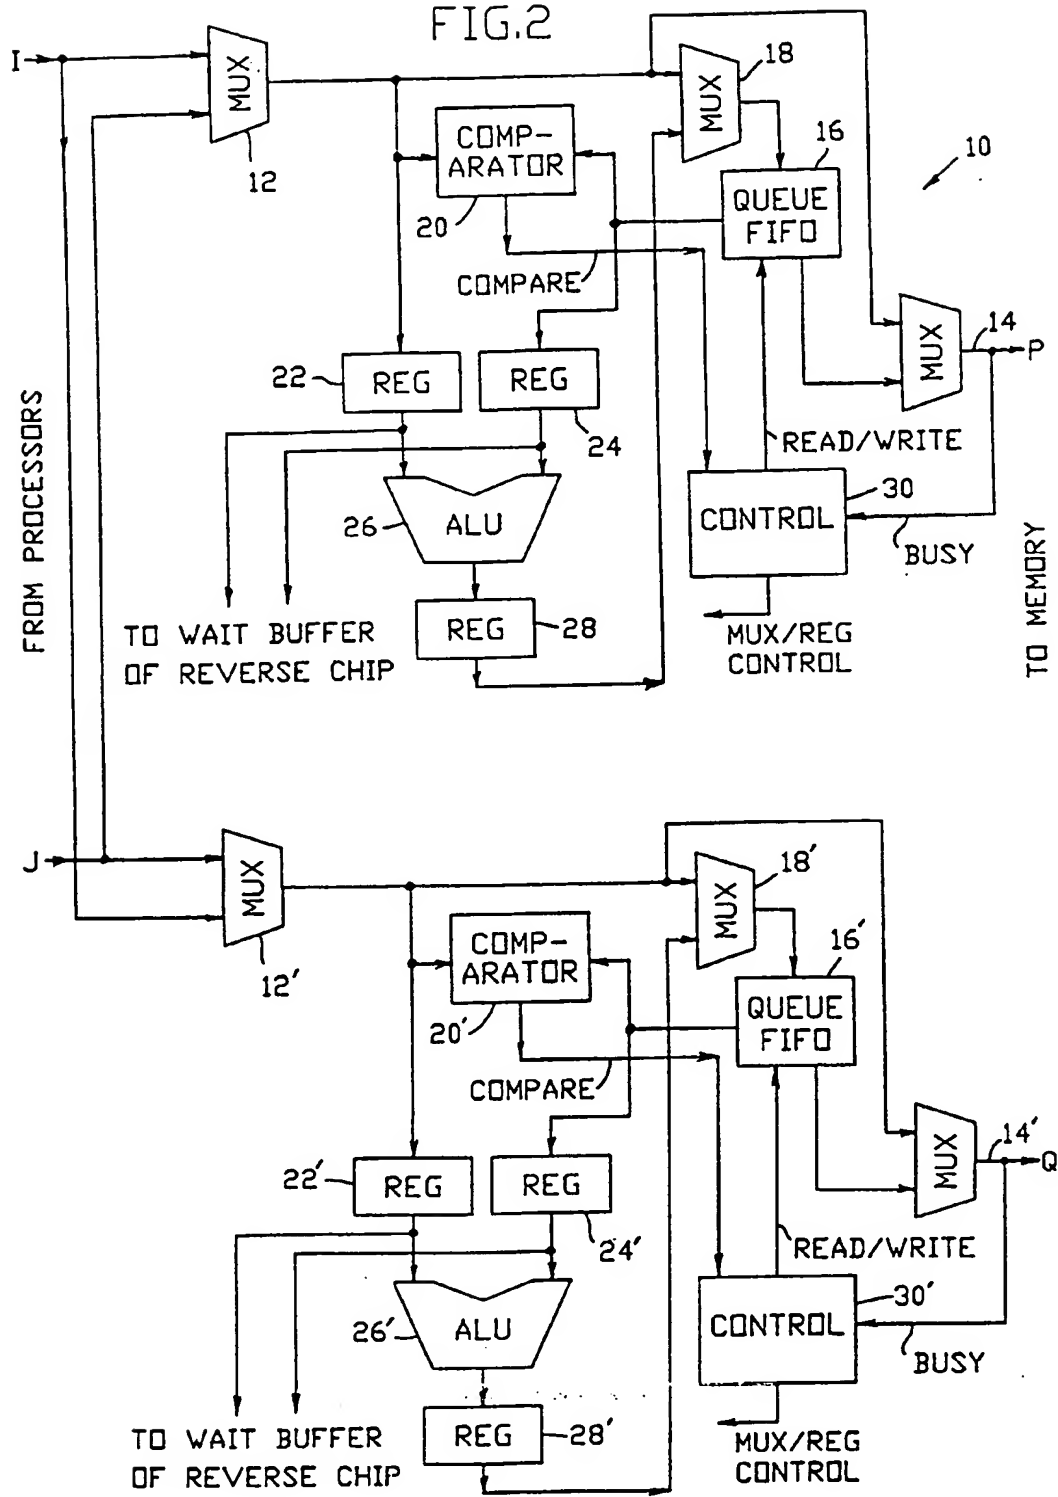 FIG.2
I
MUX
12
COMP-
ARATOR
20
COMPARE
MUX
18
16
QUEUE
FIFO
10
MUX
14
P
22
REG
REG
24
READ/WRITE
26
ALU
CONTROL
30
BUSY
FROM PROCESSORS
TO MEMORY
TO WAIT BUFFER
OF REVERSE CHIP
REG
28
MUX/REG
CONTROL
J
MUX
12'
COMP-
ARATOR
20'
COMPARE
MUX
18'
16'
QUEUE
FIFO
MUX
14'
Q
22'
REG
REG
24'
READ/WRITE
26'
ALU
CONTROL
30'
BUSY
TO WAIT BUFFER
OF REVERSE CHIP
REG
28'
MUX/REG
CONTROL